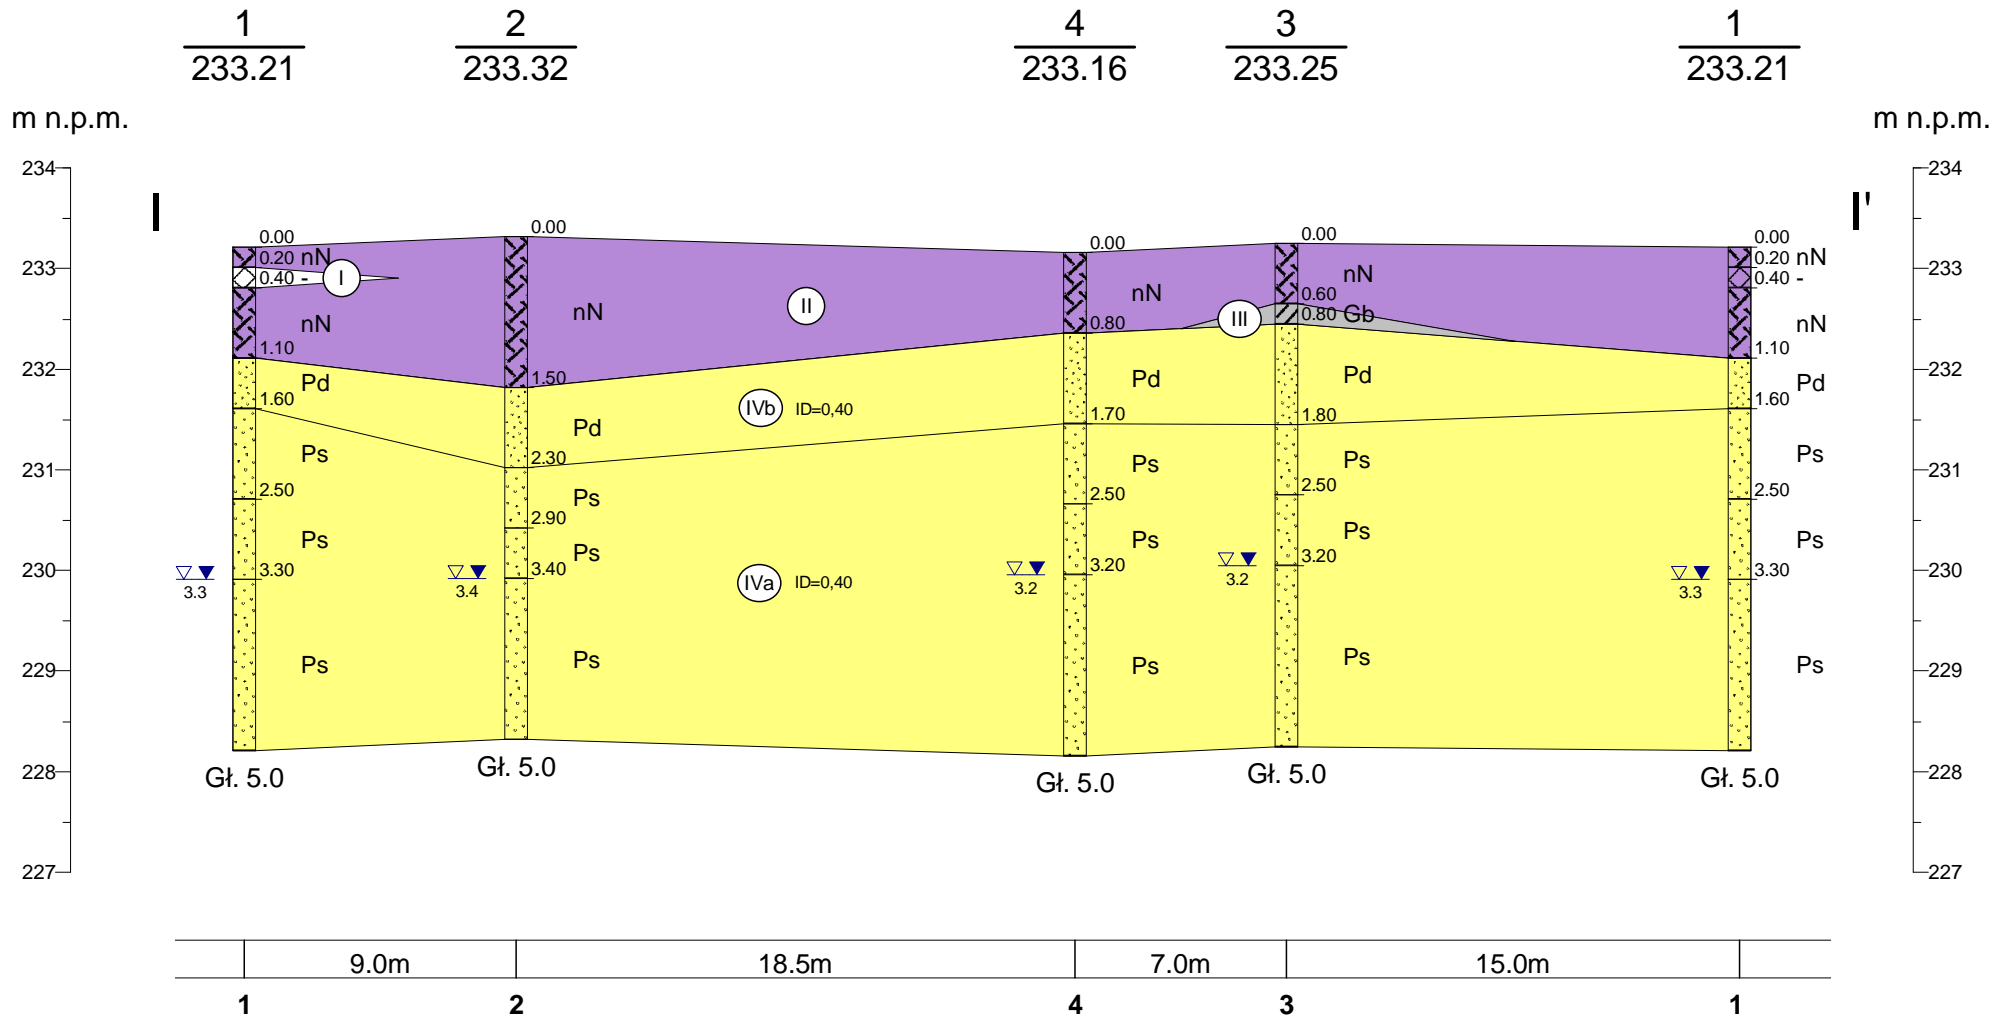 1 2 4 3 1
233.21 233.32 233.16 233.25 233.21
m n.p.m. m n.p.m.
234 234
I I'
0.00 0.00 0.00 0.00 0.00
0.20 nN 0.20 nN
233 0.40 - I 0.40 - 233
nN nN II nN nN nN
0.60
0.80 III 0.80 Gb
1.10 1.10
232 232
Pd 1.50 Pd Pd Pd
1.60 IVb ID=0,40 1.70 1.80 1.60
Pd
Ps 2.30 Ps Ps Ps
231 231
2.50 Ps 2.50 2.50 2.50
2.90
Ps Ps Ps Ps Ps
230 3.30 3.40 IVa ID=0,40 3.20 3.20 3.30 230
3.3 3.4 3.2 3.2 3.3
Ps Ps Ps Ps Ps
229 229
228 228
Gł. 5.0 Gł. 5.0 Gł. 5.0 Gł. 5.0 Gł. 5.0
227 227
9.0m 18.5m 7.0m 15.0m
1 2 4 3 1